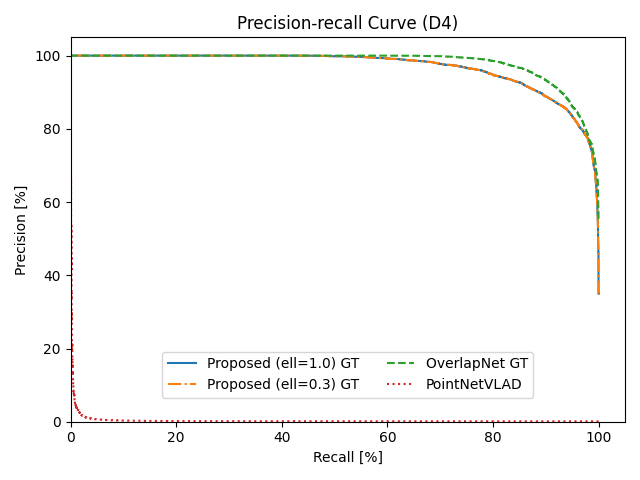 Precision-recall Curve (D4)
100
80
60
40
20
0
Precision [%]
Proposed (ell=1.0) GT
Proposed (ell=0.3) GT
OverlapNet GT
PointNetVLAD
0 20 40 60 80 100
Recall [%]